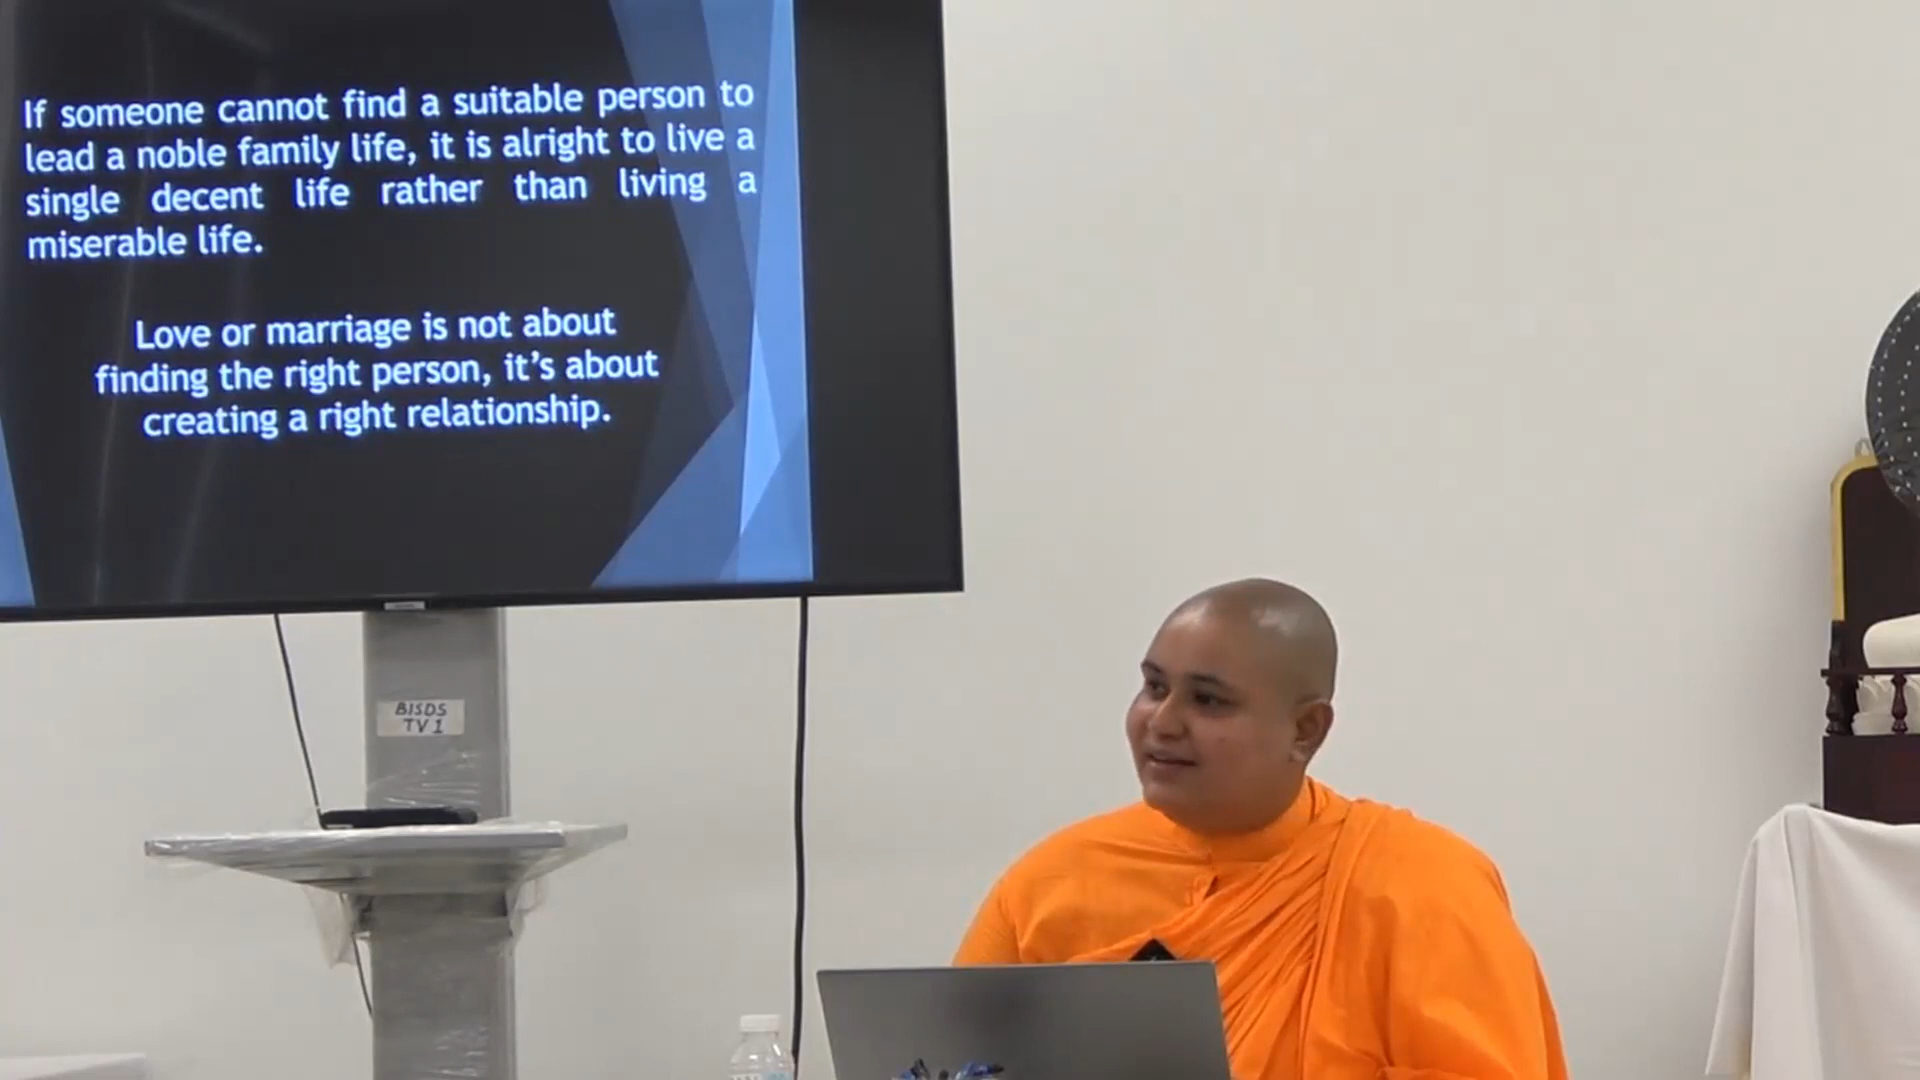 If someone cannot find a suitable person to
lead a noble family life, it is alright to live a
single decent life rather than living a
miserable life.
Love or marriage is not about
finding the right person, it’s about
creating a right relationship.
BISDS
TV 1